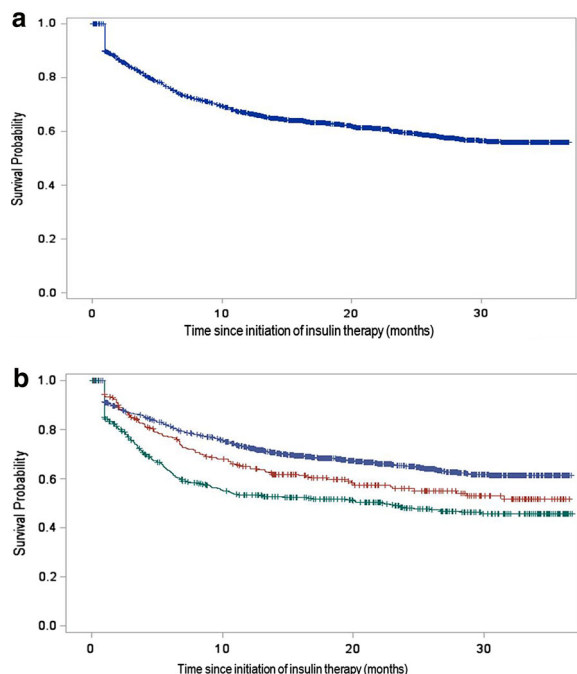 a
1.0
0.8
0.6
0.4
0.2
0.0
Survival Probability
0 10 20 30
Time since initiation of insulin therapy (months)
b
1.0
0.8
0.6
0.4
0.2
0.0
Survival Probability
0 10 20 30
Time since initiation of insulin therapy (months)